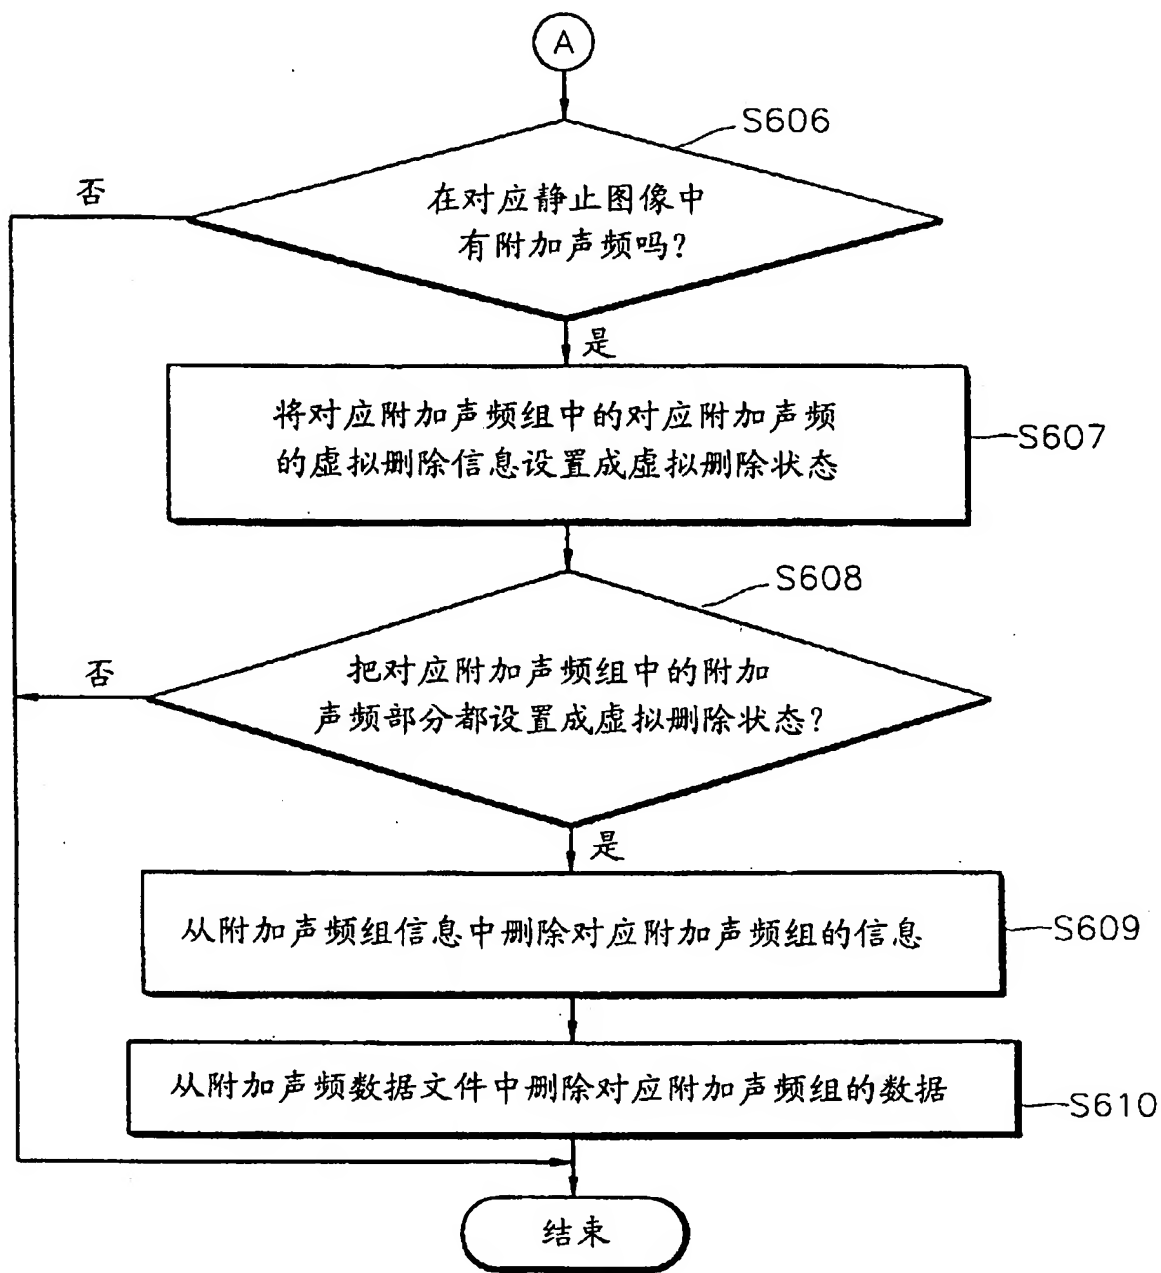 A
S606
否
在对应静止图像中
有附加声频吗?
是
将对应附加声频组中的对应附加声频
的虚拟删除信息设置成虚拟删除状态
S607
S608
否
把对应附加声频组中的附加
声频部分都设置成虚拟删除状态?
是
从附加声频组信息中删除对应附加声频组的信息
S609
从附加声频数据文件中删除对应附加声频组的数据
S610
结束